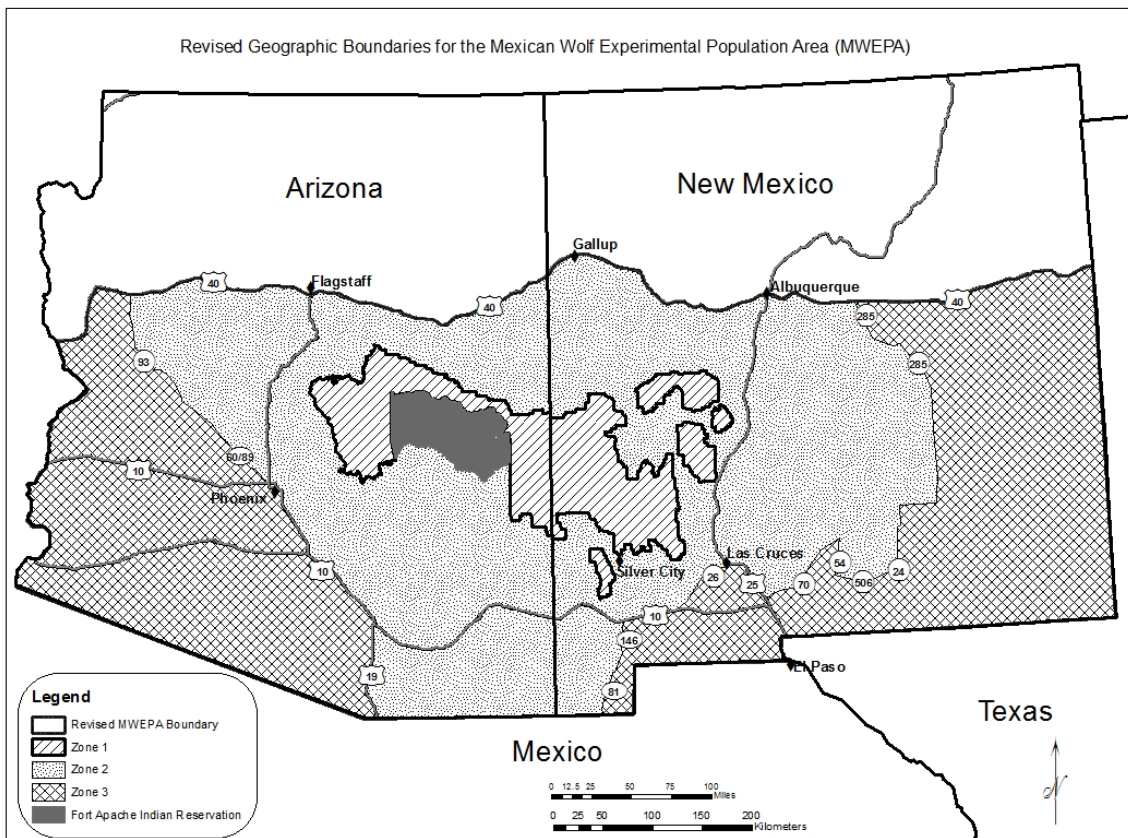 Revised Geographic Boundaries for the Mexican Wolf Experimental Population Area (MWEPA)
Arizona
New Mexico
Gallup
Flagstaff
Albuquerque
40
40
40
285
285
93
60/89
10
Phoenix
10
Las Cruces
Silver City
26
25
70
54
506
24
10
146
81
19
El Paso
Texas
Mexico
Legend
Revised MWEPA Boundary
Zone 1
Zone 2
Zone 3
Fort Apache Indian Reservation
0 12.5 25 50 75 100
Miles
0 25 50 100 150 200
Kilometers
N